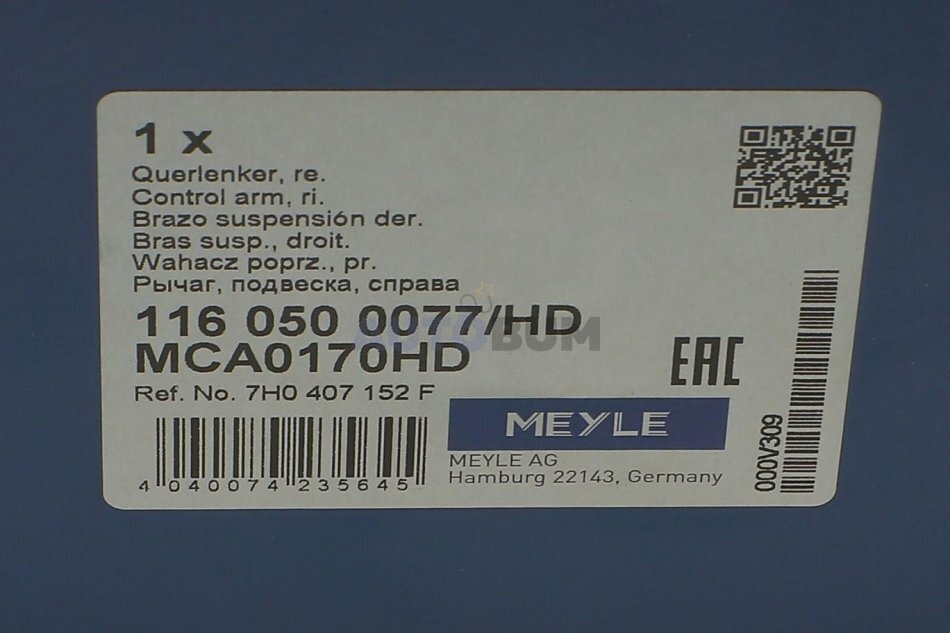 1 x
Querlenker, re.
Control arm, ri.
Brazo suspensión der.
Bras susp., droit.
Wahacz poprz., pr.
Рычаг, подвеска, справа
116 050 0077/HD
AUTOBUM
MCA0170HD
Ref. No. 7H0 407 152 F
EAC
MEYLE
MEYLE AG
Hamburg 22143, Germany
4 040074 235645
000V309